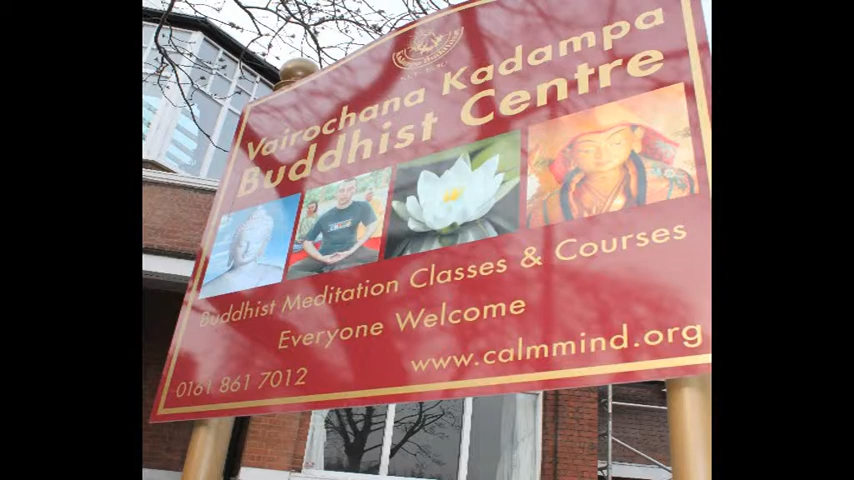 Vairochana Kadampa
Buddhist Centre
Buddhist Meditation Classes & Courses
Everyone Welcome
www.calmmind.org
0161 861 7012